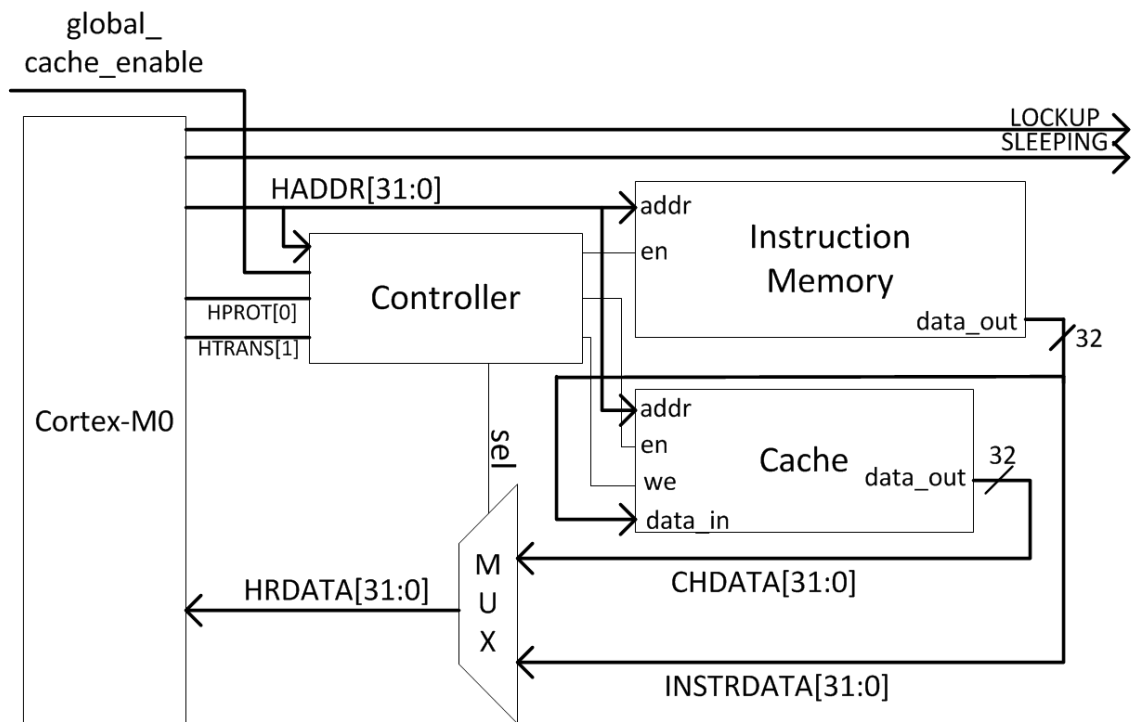 global_
cache_enable
LOCKUP
SLEEPING
HADDR[31:0]
addr
en
Instruction
Memory
data_out
32
Controller
HPROT[0]
HTRANS[1]
Cortex-M0
sel
addr
en
we
data_in
Cache
data_out
32
M
U
X
CHDATA[31:0]
HRDATA[31:0]
INSTRDATA[31:0]